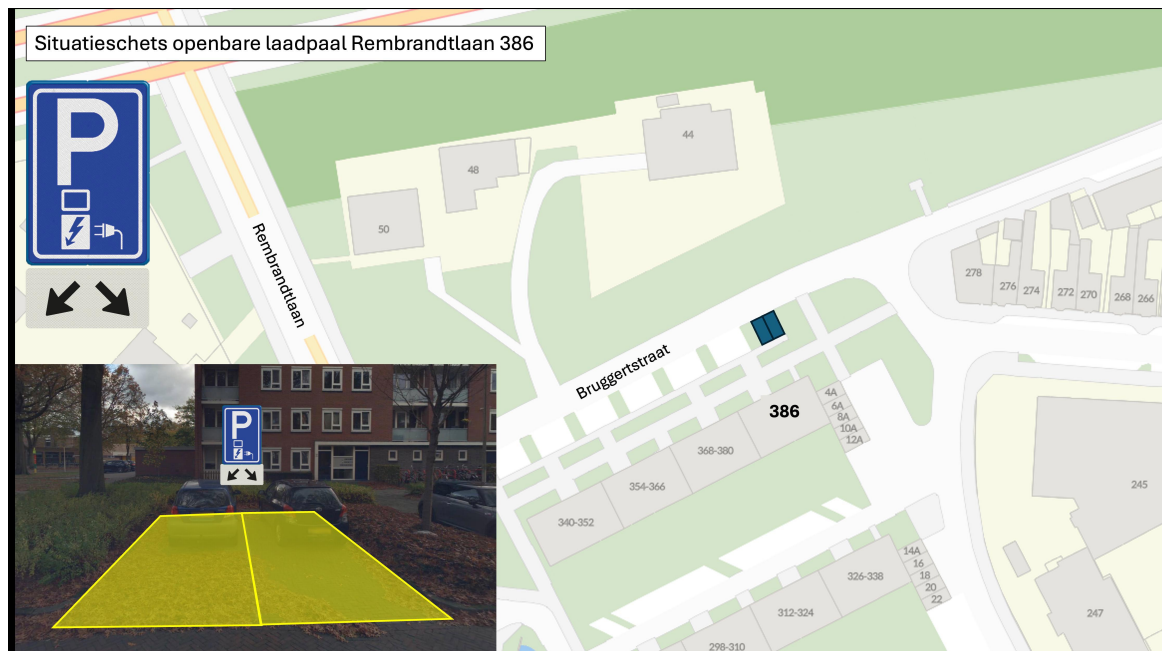 Situatieschets openbare laadpaal Rembrandtlaan 386
P
44
48
50
Rembrandtlaan
278
276
274
272
270
268
266
Bruggertstraat
386
4A
6A
8A
10A
12A
368-380
354-366
340-352
245
P
14A
16
18
20
22
326-338
312-324
298-310
247